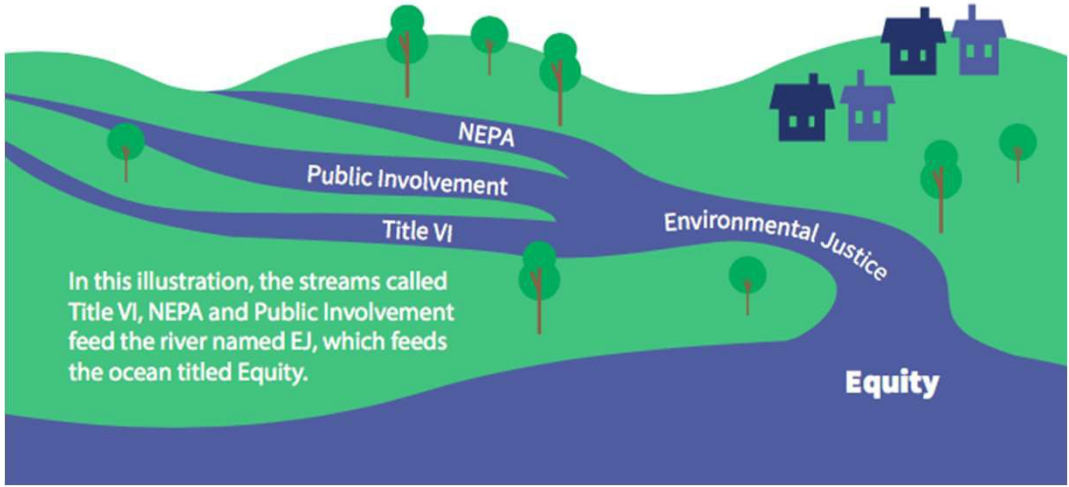 NEPA
Public Involvement
Title VI
Environmental Justice
In this illustration, the streams called
Title VI, NEPA and Public Involvement
feed the river named EJ, which feeds
the ocean titled Equity.
Equity